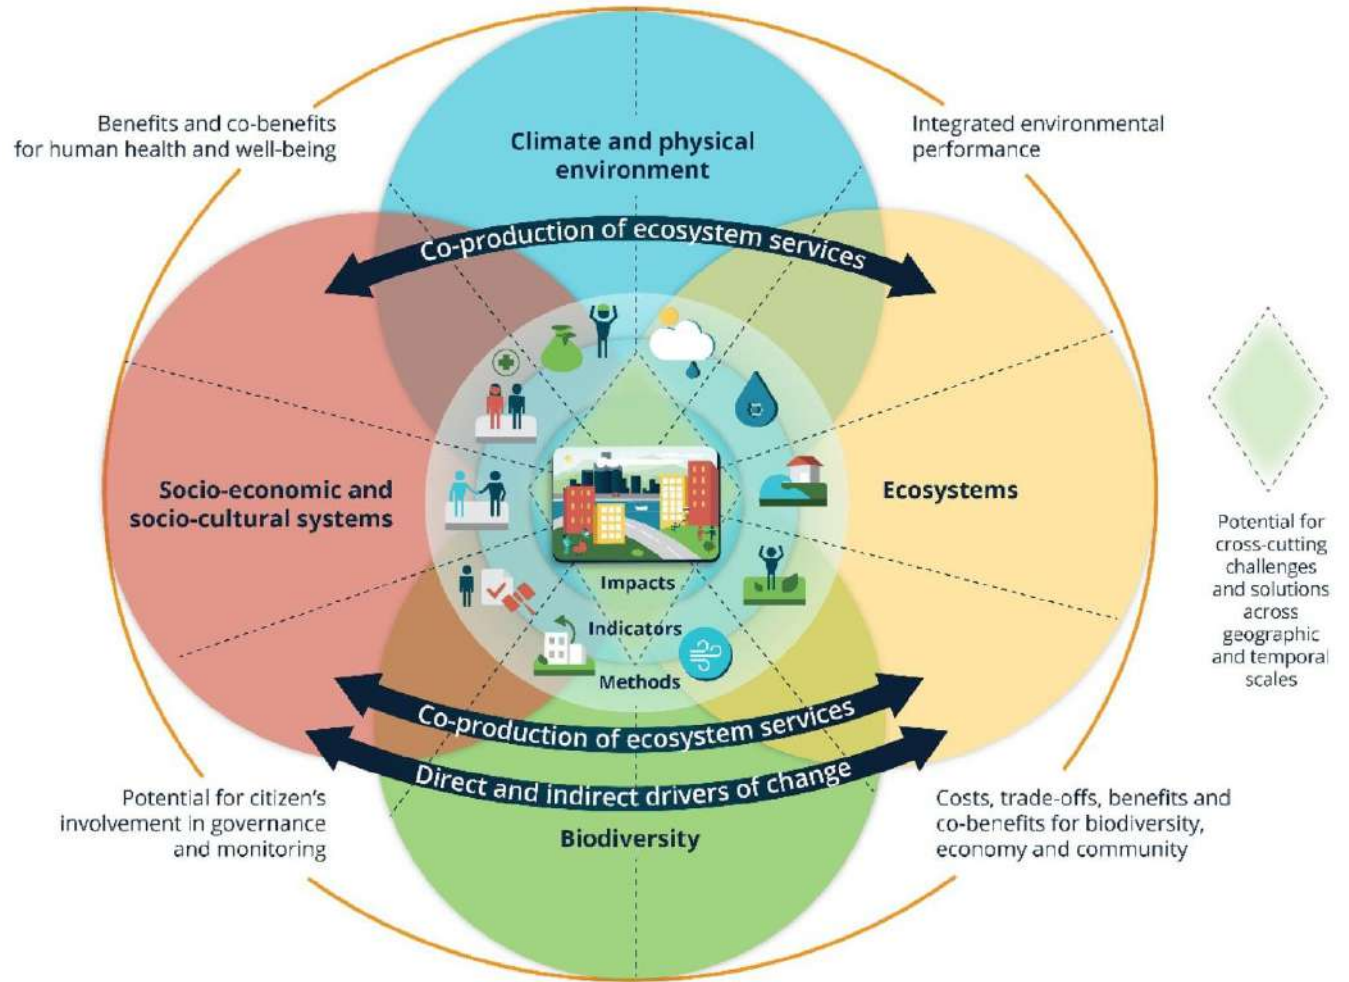 Benefits and co-benefits
for human health and well-being
Climate and physical
environment
Integrated environmental
performance
Co-production of ecosystem services
Socio-economic and
socio-cultural systems
Ecosystems
Impacts
Indicators
Methods
Potential for
cross-cutting
challenges
and solutions
across
geographic
and temporal
scales
Co-production of ecosystem services
Direct and indirect drivers of change
Biodiversity
Potential for citizen's
involvement in governance
and monitoring
Costs, trade-offs, benefits and
co-benefits for biodiversity,
economy and community